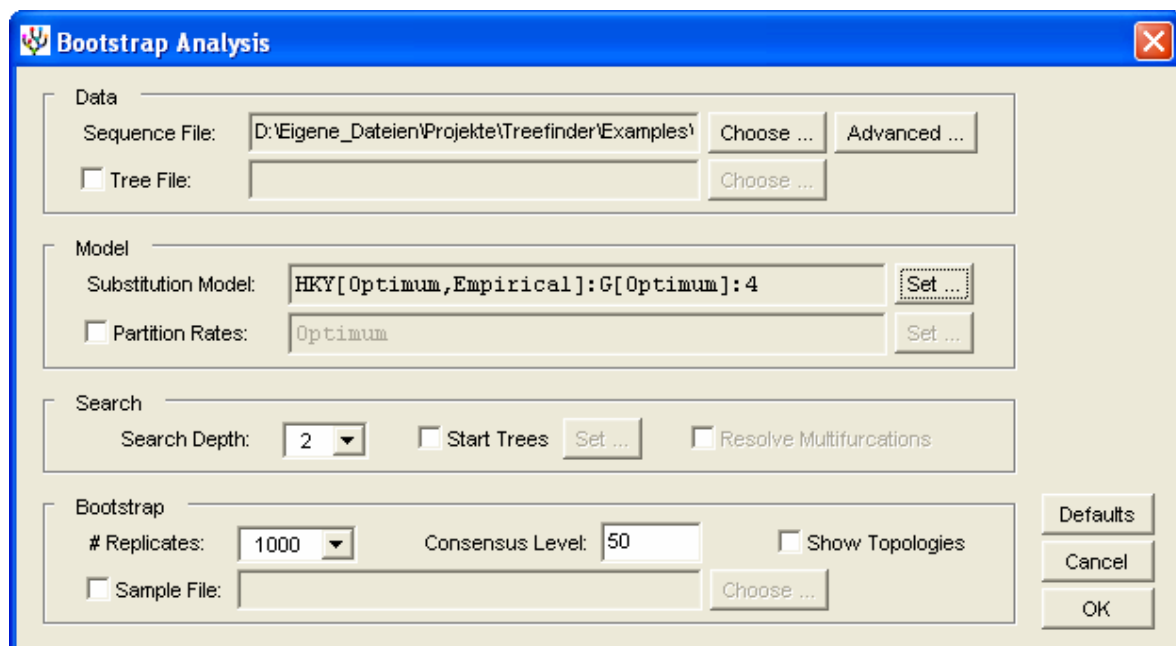 Bootstrap Analysis
Data
Sequence File: D:\Eigene_Dateien\Projekte\Treefinder\Examples\ Choose ... Advanced ...
Tree File: Choose ...
Model
Substitution Model: HKY[Optimum,Empirical]:G[Optimum]:4 Set ...
Partition Rates: Optimum Set ...
Search
Search Depth: 2 Start Trees Set ... Resolve Multifurcations
Bootstrap
# Replicates: 1000 Consensus Level: 50 Show Topologies
Sample File: Choose ...
Defaults
Cancel
OK